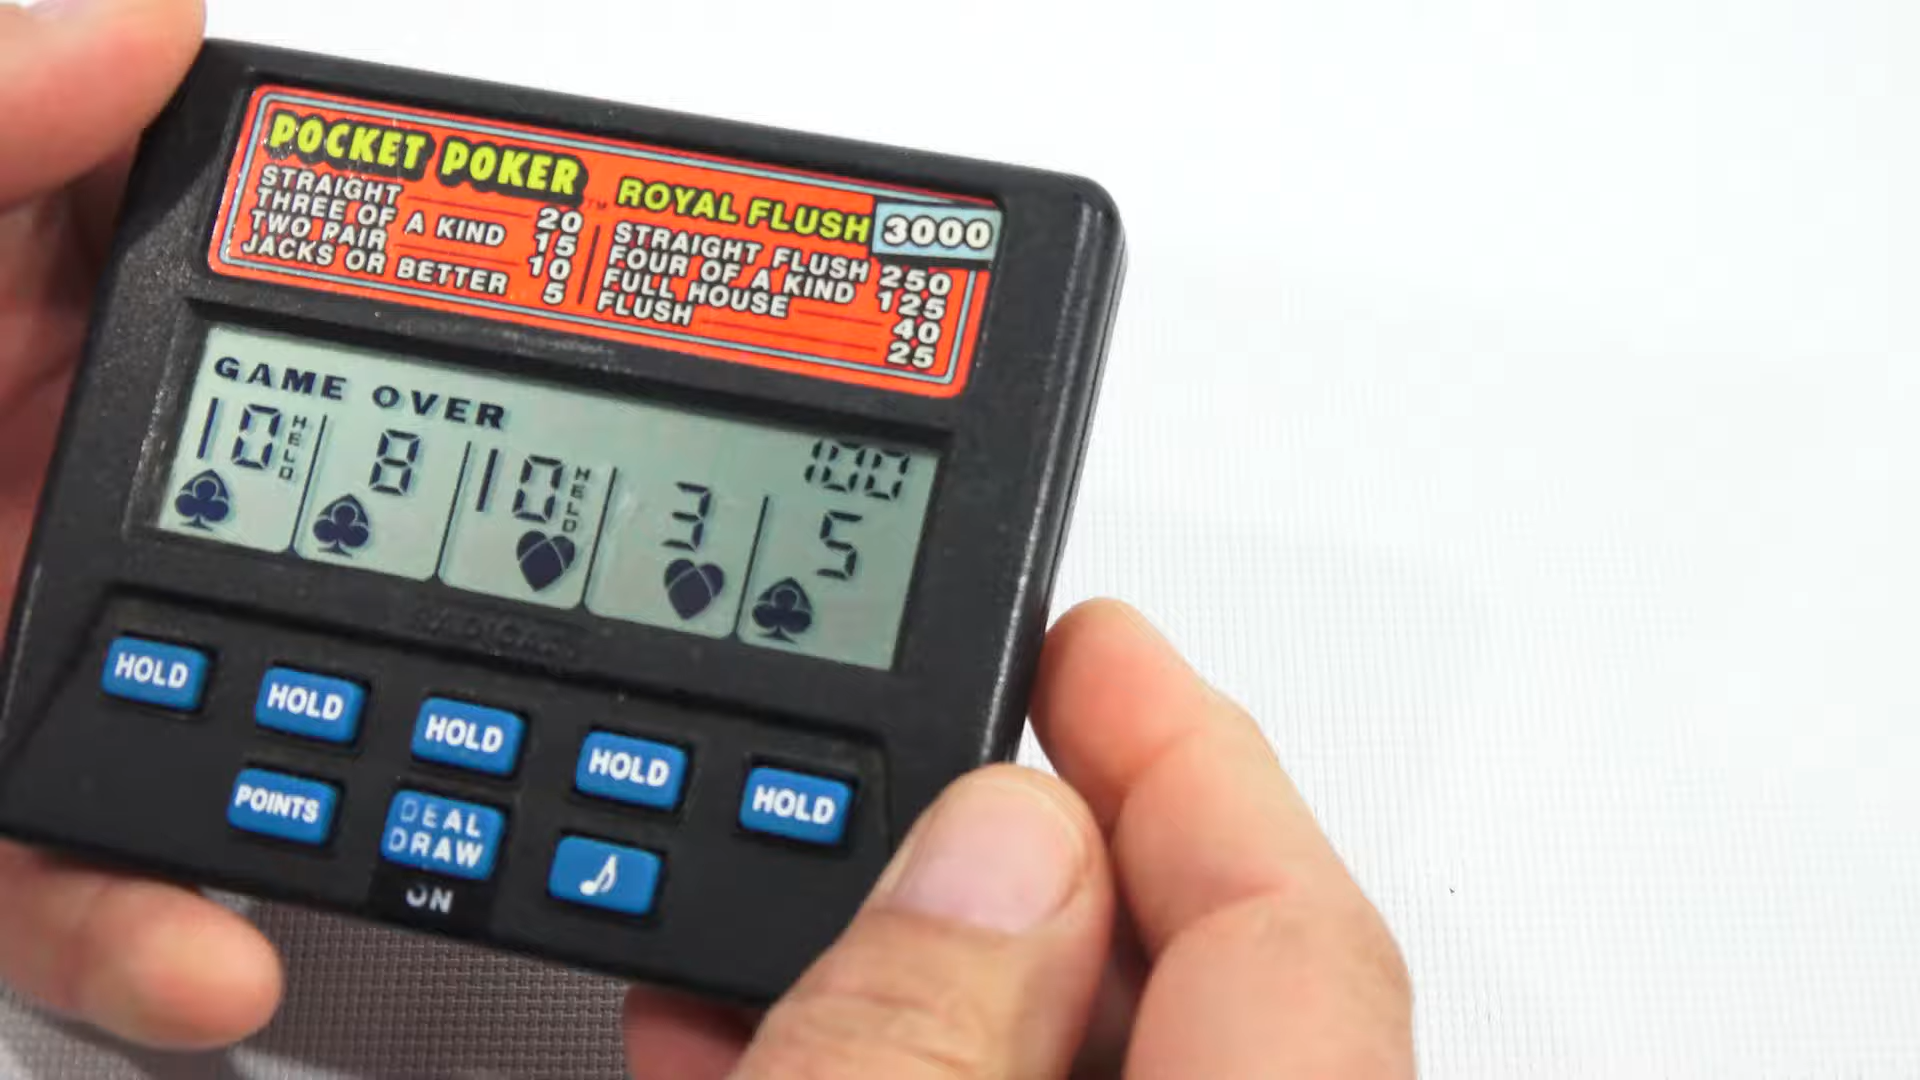 POCKET POKER™
STRAIGHT 20
THREE OF A KIND 15
TWO PAIR 10
JACKS OR BETTER 5
ROYAL FLUSH 3000
STRAIGHT FLUSH 250
FOUR OF A KIND 125
FULL HOUSE 40
FLUSH 25
GAME OVER
100
10 HELD 8 10 HELD 3 5
HOLD HOLD HOLD HOLD HOLD
POINTS DEAL DRAW
ON